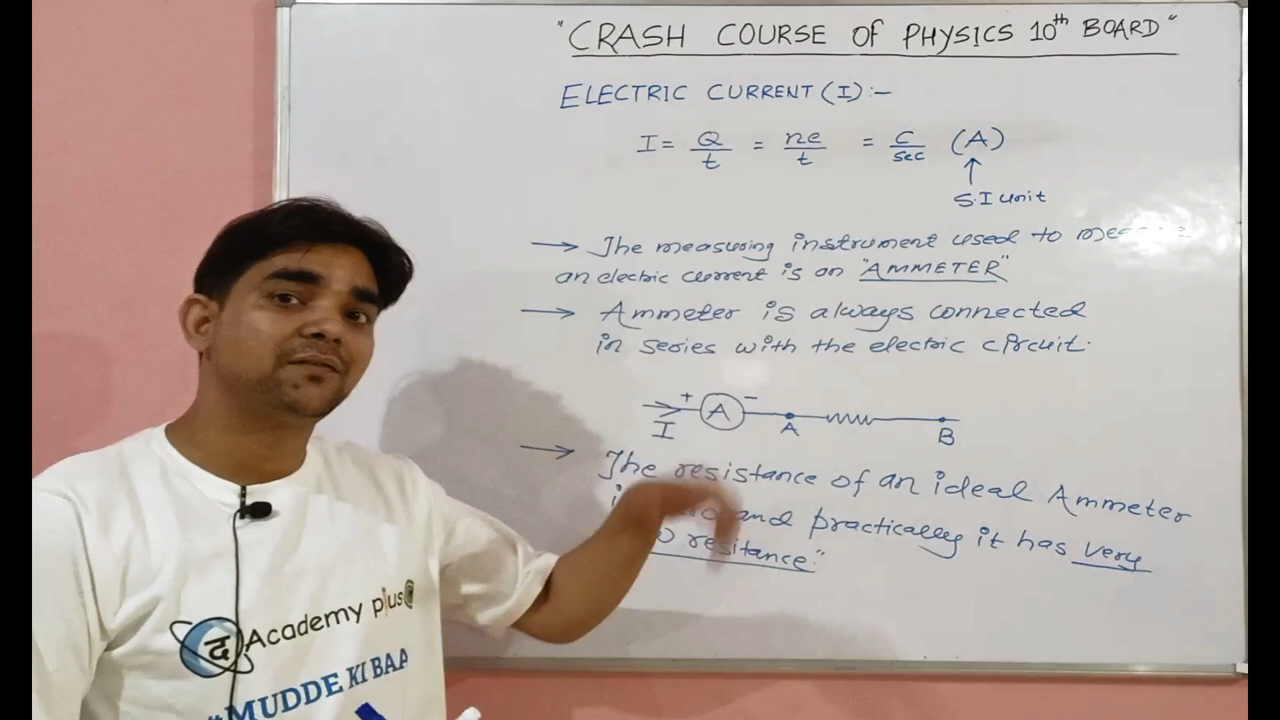 "CRASH COURSE OF PHYSICS 10th BOARD"
ELECTRIC CURRENT (I) :-
I = Q/t = ne/t = C/sec (A)
S.I unit
→ The measuring instrument used to
an electric current is an "AMMETER"
→ Ammeter is always connected
in series with the electric circuit.
+ A -
I A B
→ The resistance of an ideal Ammeter
and practically it has very
resitance"
द Academy plus
#MUDDE KI BAA